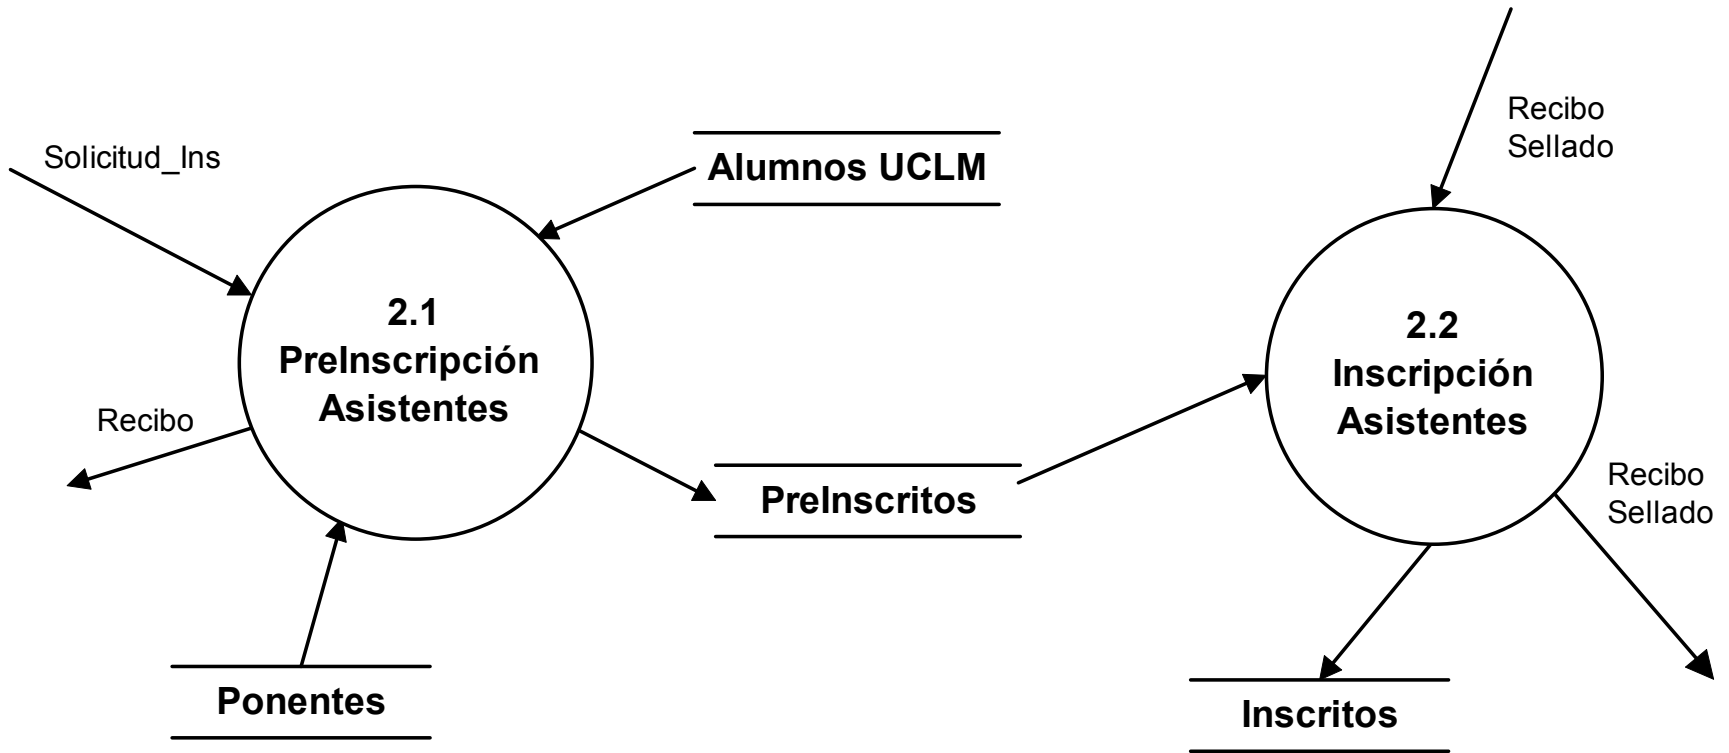 Solicitud_Ins
Alumnos UCLM
Recibo
Sellado
2.1
PreInscripción
Asistentes
2.2
Inscripción
Asistentes
Recibo
PreInscritos
Recibo
Sellado
Ponentes
Inscritos